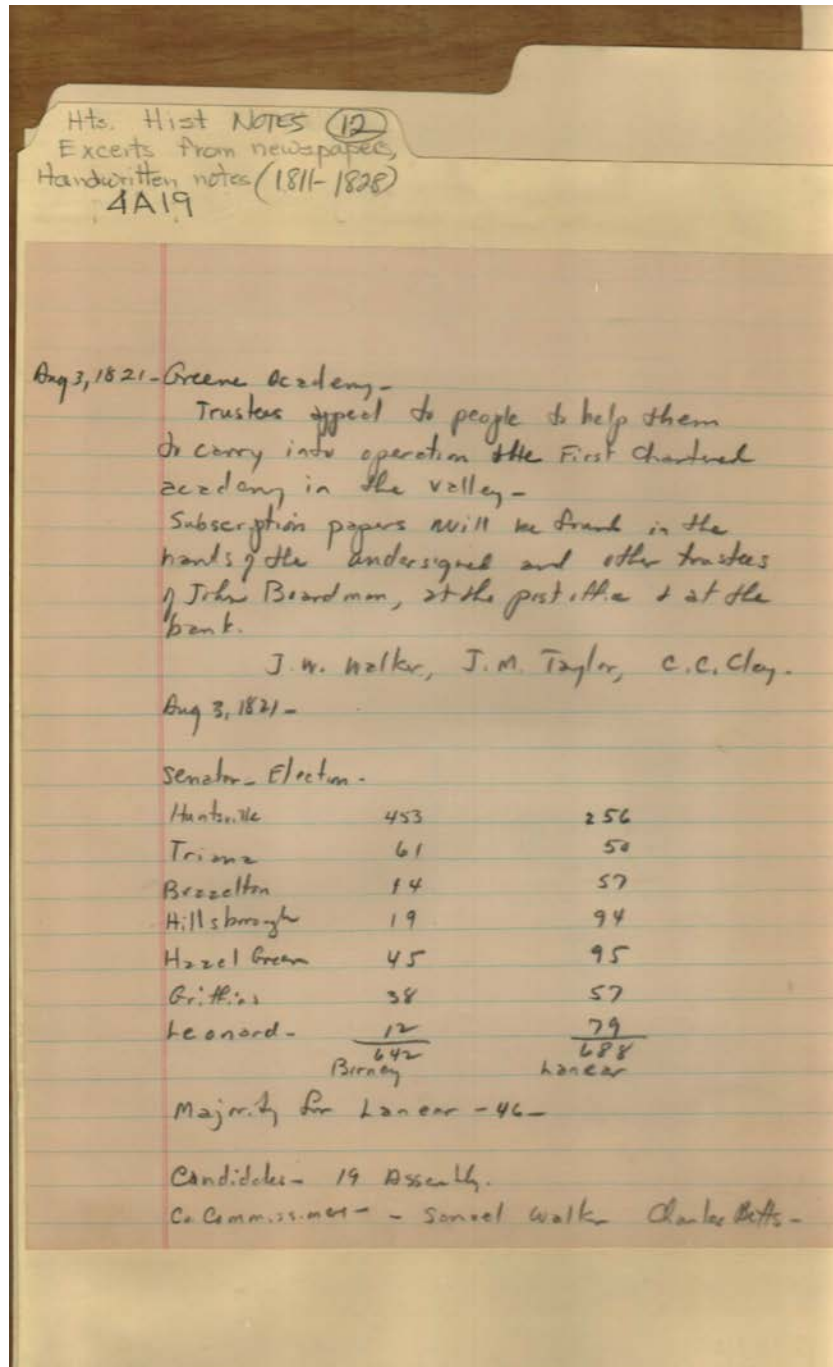 Hts. Hist NOTES (12)
Excerts from newspapers,
Handwritten notes (1811-1828)
4A19
Aug 3, 1821 - Greene Academy -
Trustees appeal to people to help them
to carry into operation the First Chartered
academy in the valley -
Subscription papers will be found in the
hands of the undersigned and other trustees
of John Boardman, at the post office & at the
bank.
J. W. Walker, J. M. Taylor, C. C. Clay.
Aug 3, 1821 -
Senator - Election -
Huntsville 453 256
Triana 61 50
Brazelton 14 57
Hillsbrough 19 94
Hazel Green 45 95
Griffins 38 57
Leonard - 12 79
642 688
Birney Lanear
Majority for Lanear - 46 -
Candidates - 19 Assembly.
Co. Commissioners - - Samuel Walker Charles Betts -